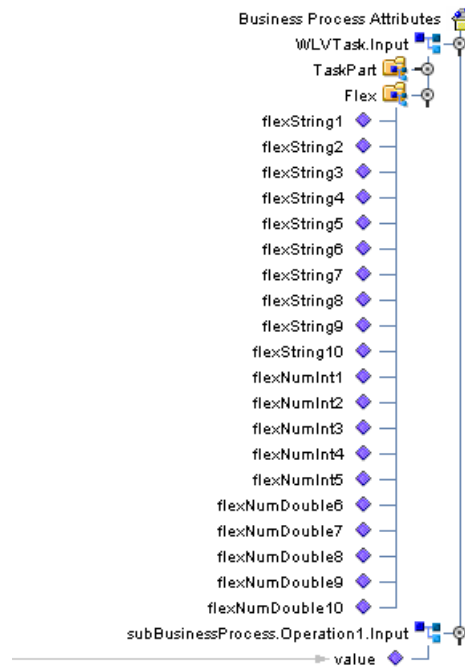 Business Process Attributes
WLVTask.Input
TaskPart
Flex
flexString1
flexString2
flexString3
flexString4
flexString5
flexString6
flexString7
flexString8
flexString9
flexString10
flexNumInt1
flexNumInt2
flexNumInt3
flexNumInt4
flexNumInt5
flexNumDouble6
flexNumDouble7
flexNumDouble8
flexNumDouble9
flexNumDouble10
subBusinessProcess.Operation1.Input
value